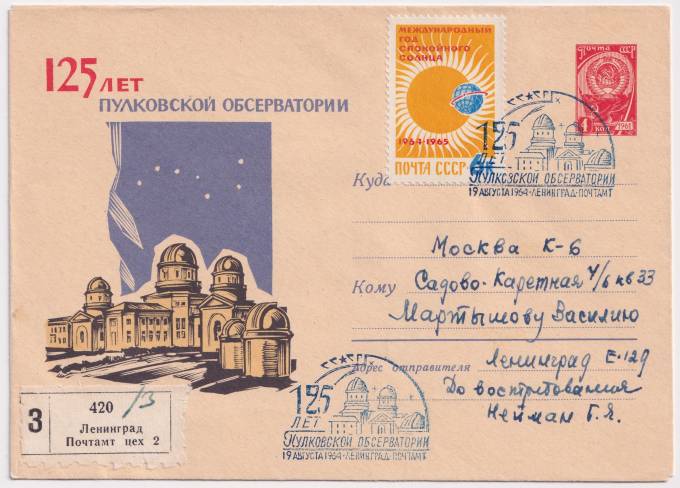 125 ЛЕТ
ПУЛКОВСКОЙ ОБСЕРВАТОРИИ
МЕЖДУНАРОДНЫЙ
ГОД
СПОКОЙНОГО
СОЛНЦА
1964-1965
ПОЧТА СССР
ПОЧТА СССР
4 КОП 1961
125
ЛЕТ
ПУЛКОВСКОЙ ОБСЕРВАТОРИИ
19 АВГУСТА 1964·ЛЕНИНГРАД-ПОЧТАМТ
Куда
Москва К-6
Кому Садово-Каретная 4/6 кв 33
Мартышову Василию
Адрес отправителя Ленинград Е-129
До востребования
Нейман Г.Я.
125
ЛЕТ
ПУЛКОВСКОЙ ОБСЕРВАТОРИИ
19 АВГУСТА 1964·ЛЕНИНГРАД-ПОЧТАМТ
З
420
Ленинград
Почтамт цех 2